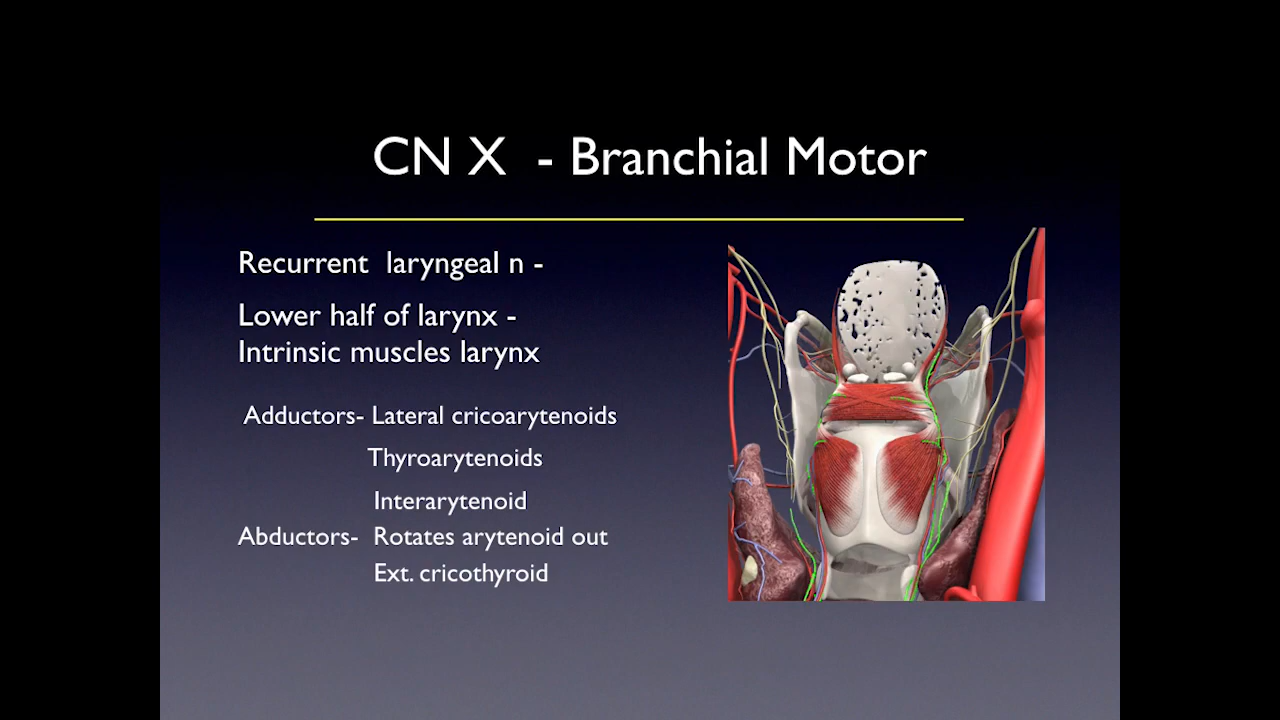 CN X - Branchial Motor
Recurrent laryngeal n -
Lower half of larynx -
Intrinsic muscles larynx
Adductors- Lateral cricoarytenoids
Thyroarytenoids
Interarytenoid
Abductors- Rotates arytenoid out
Ext. cricothyroid